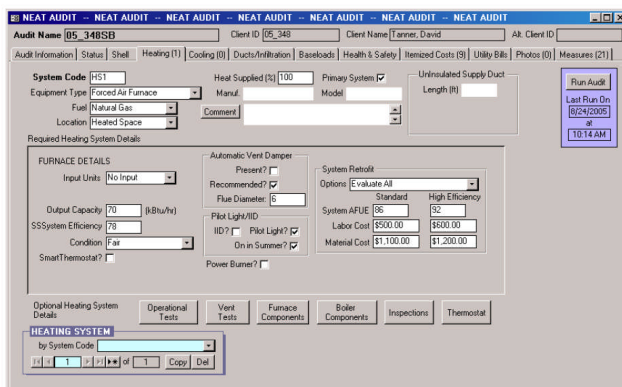 NEAT AUDIT -- NEAT AUDIT -- NEAT AUDIT -- NEAT AUDIT -- NEAT AUDIT -- NEAT AUDIT -- NEAT AUDIT
Audit Name 05_348SB Client ID 05_348 Client Name Tanner, David Alt. Client ID
Audit Information Status Shell Heating (1) Cooling (0) Ducts/Infiltration Baseloads Health & Safety Itemized Costs (9) Utility Bills Photos (0) Measures (21)
System Code HS1 Heat Supplied (%) 100 Primary System UnInsulated Supply Duct
Run Audit
Equipment Type Forced Air Furnace Manuf. Model Length (ft)
Last Run On
Fuel Natural Gas Comment
8/24/2005
Location Heated Space
at
10:14 AM
Required Heating System Details
FURNACE DETAILS
Automatic Vent Damper
Input Units No Input Present?
System Retrofit
Recommended? Options Evaluate All
Flue Diameter: 6 Standard High Efficiency
Output Capacity 70 (kBtu/hr) System AFUE 86 92
Pilot Light/IID
SSSystem Efficiency 78 IID? Pilot Light? Labor Cost $500.00 $600.00
Condition Fair On in Summer? Material Cost $1,100.00 $1,200.00
SmartThermostat? Power Burner?
Optional Heating System Details
Operational Tests Vent Tests Furnace Components Boiler Components Inspections Thermostat
HEATING SYSTEM
by System Code
1 of 1 Copy Del